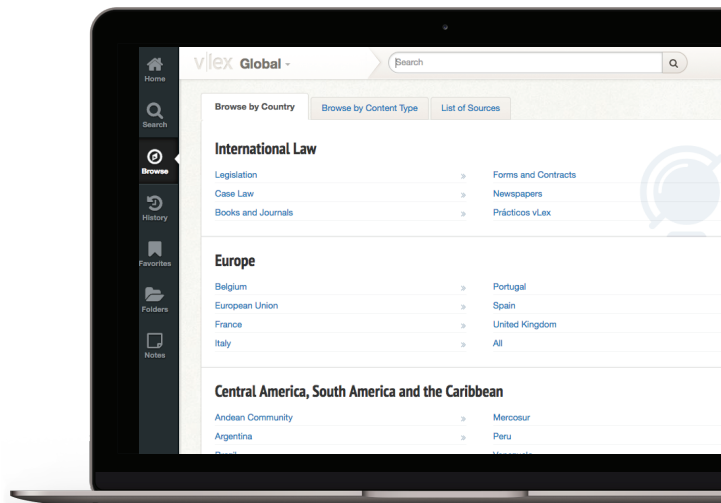 vlex Global
Search
Home
Search
Browse
History
Favorites
Folders
Notes
Browse by Country
Browse by Content Type
List of Sources
International Law
Legislation » Forms and Contracts
Case Law » Newspapers
Books and Journals » Prácticos vLex
Europe
Belgium » Portugal
European Union » Spain
France » United Kingdom
Italy » All
Central America, South America and the Caribbean
Andean Community » Mercosur
Argentina » Peru
Brazil Venezuela